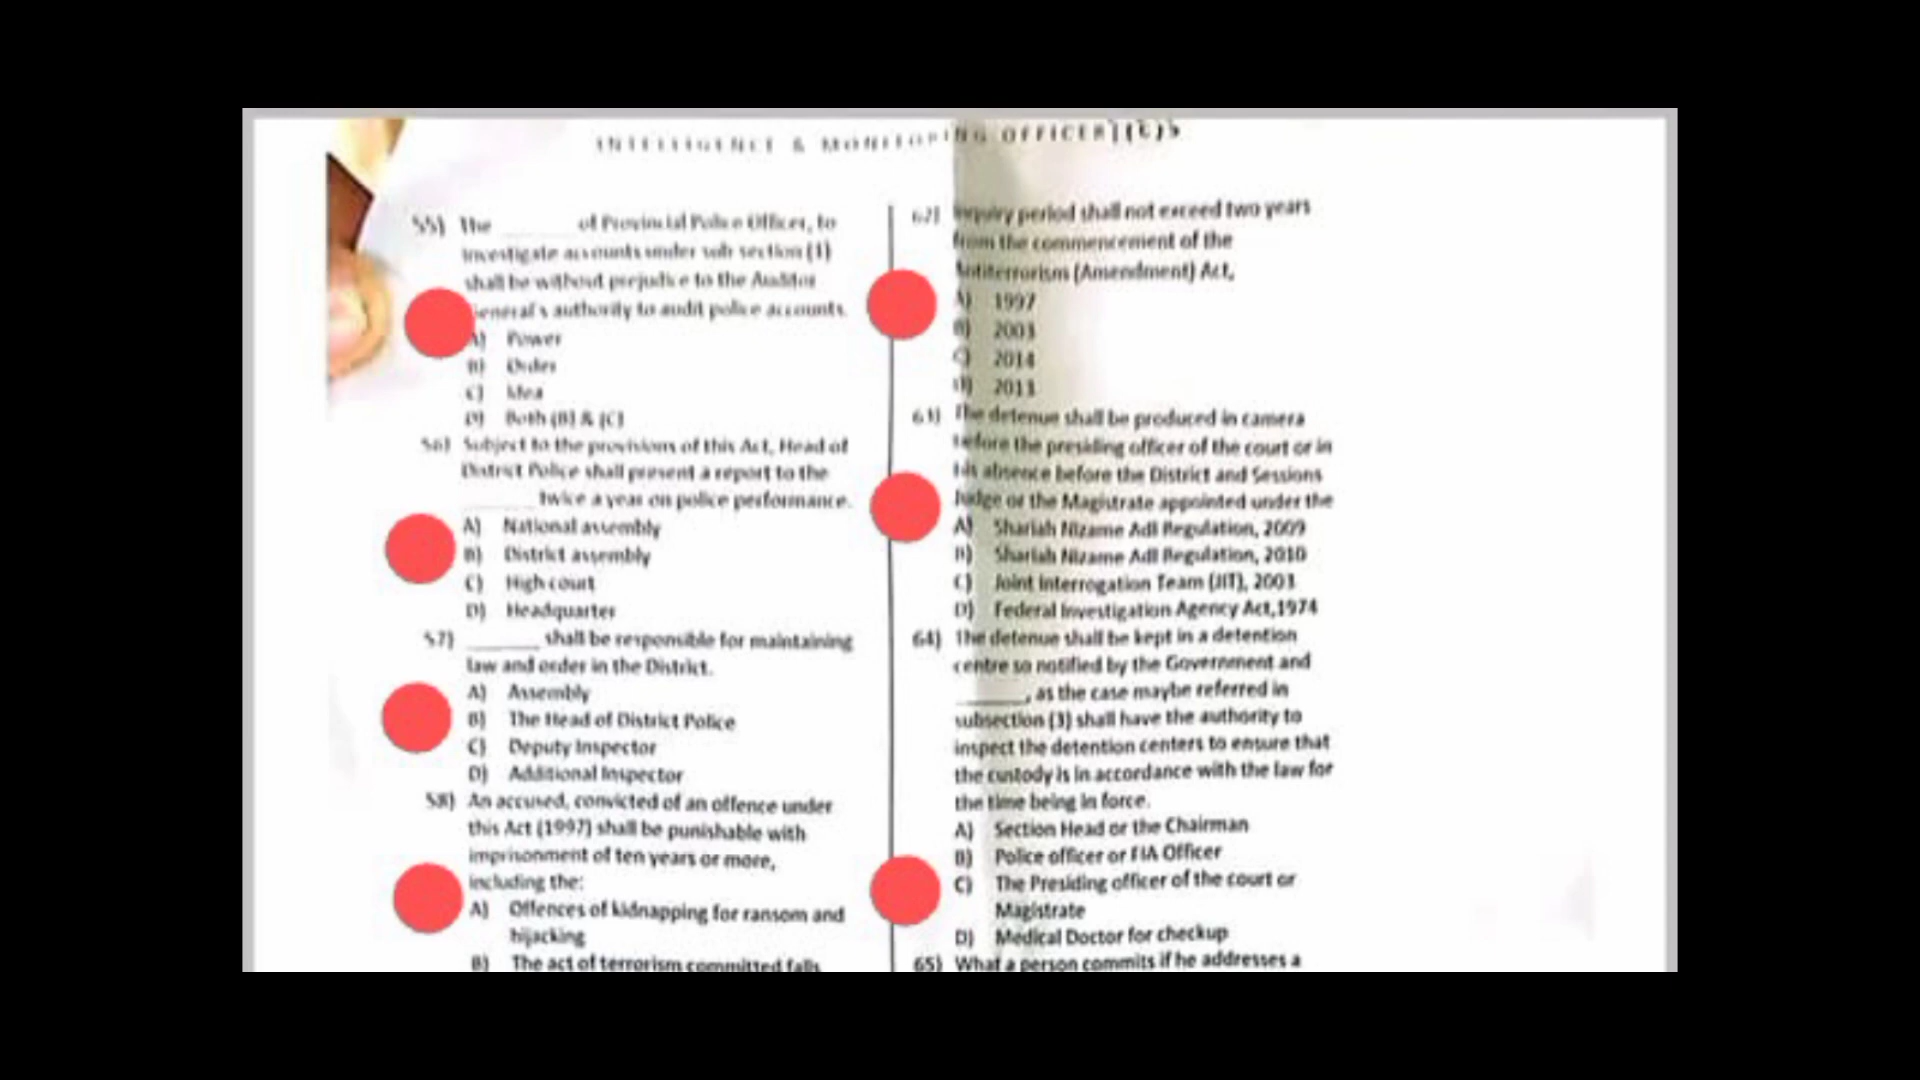 INTELLIGENCE & MONITORING OFFICER
55) The ______ of Provincial Police Officer, to
investigate accounts under sub section (1)
shall be without prejudice to the Auditor
General's authority to audit police accounts.
A) Power
B) Order
C) Idea
D) Both (B) & (C)
56) Subject to the provisions of this Act, Head of
District Police shall present a report to the
______ twice a year on police performance.
A) National assembly
B) District assembly
C) High court
D) Headquarter
57) ______ shall be responsible for maintaining
law and order in the District.
A) Assembly
B) The Head of District Police
C) Deputy Inspector
D) Additional Inspector
58) An accused, convicted of an offence under
this Act (1997) shall be punishable with
imprisonment of ten years or more,
including the:
A) Offences of kidnapping for ransom and
hijacking
B) The act of terrorism committed falls
62) Inquiry period shall not exceed two years
from the commencement of the
Antiterrorism (Amendment) Act,
A) 1997
B) 2003
C) 2014
D) 2013
63) The detenue shall be produced in camera
before the presiding officer of the court or in
his absence before the District and Sessions
Judge or the Magistrate appointed under the
A) Shariah Nizame Adl Regulation, 2009
B) Shariah Nizame Adl Regulation, 2010
C) Joint Interrogation Team (JIT), 2003
D) Federal Investigation Agency Act,1974
64) The detenue shall be kept in a detention
centre so notified by the Government and
______, as the case maybe referred in
subsection (3) shall have the authority to
inspect the detention centers to ensure that
the custody is in accordance with the law for
the time being in force.
A) Section Head or the Chairman
B) Police officer or FIA Officer
C) The Presiding officer of the court or
Magistrate
D) Medical Doctor for checkup
65) What a person commits if he addresses a